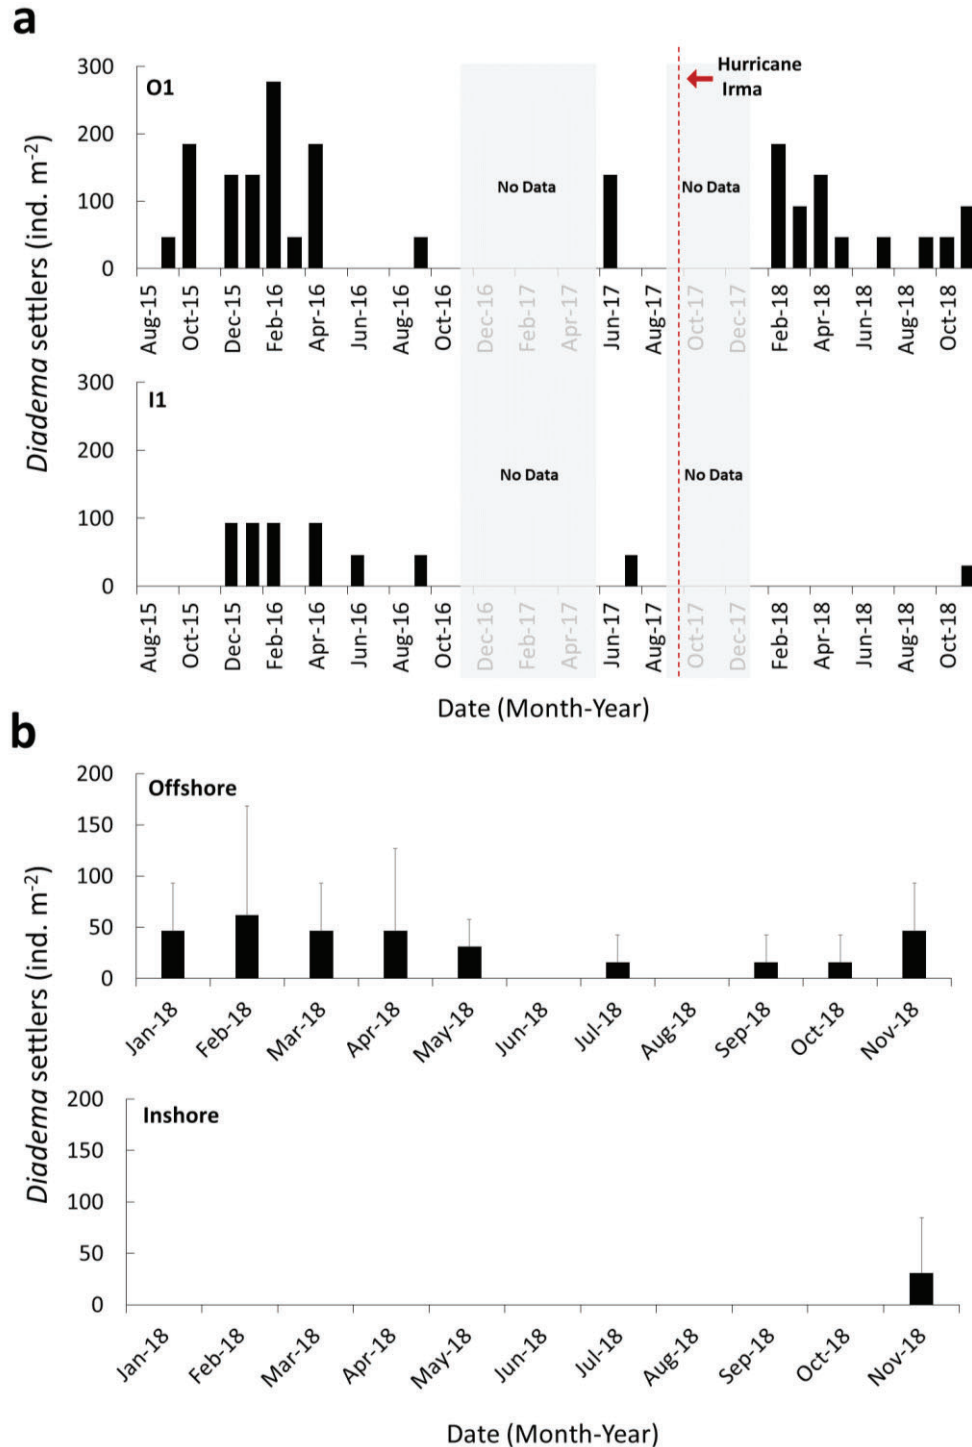 a
Diadema settlers (ind. m-2)
300
200
100
0
O1
No Data
No Data
Hurricane
Irma
Aug-15
Oct-15
Dec-15
Feb-16
Apr-16
Jun-16
Aug-16
Oct-16
Dec-16
Feb-17
Apr-17
Jun-17
Aug-17
Oct-17
Dec-17
Feb-18
Apr-18
Jun-18
Aug-18
Oct-18
300
200
100
0
I1
No Data
No Data
Aug-15
Oct-15
Dec-15
Feb-16
Apr-16
Jun-16
Aug-16
Oct-16
Dec-16
Feb-17
Apr-17
Jun-17
Aug-17
Oct-17
Dec-17
Feb-18
Apr-18
Jun-18
Aug-18
Oct-18
Date (Month-Year)
b
Diadema settlers (ind. m-2)
200
150
100
50
0
Offshore
Jan-18
Feb-18
Mar-18
Apr-18
May-18
Jun-18
Jul-18
Aug-18
Sep-18
Oct-18
Nov-18
200
150
100
50
0
Inshore
Jan-18
Feb-18
Mar-18
Apr-18
May-18
Jun-18
Jul-18
Aug-18
Sep-18
Oct-18
Nov-18
Date (Month-Year)